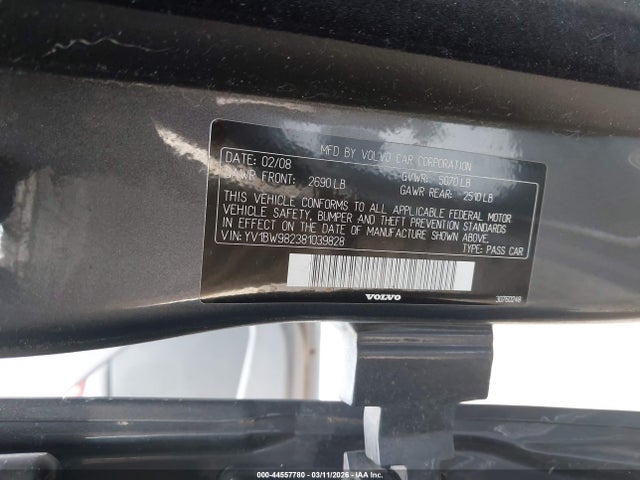 MFD BY VOLVO CAR CORPORATION
DATE: 02/08 GVWR: 5070 LB
GAWR FRONT: 2690 LB GAWR REAR: 2510 LB
THIS VEHICLE CONFORMS TO ALL APPLICABLE FEDERAL MOTOR
VEHICLE SAFETY, BUMPER AND THEFT PREVENTION STANDARDS
IN EFFECT ON THE DATE OF MANUFACTURE SHOWN ABOVE.
VIN: YV1BW982381039828 TYPE: PASS CAR
VOLVO 30760248
000-44557780 - 03/11/2026 - IAAI.COM